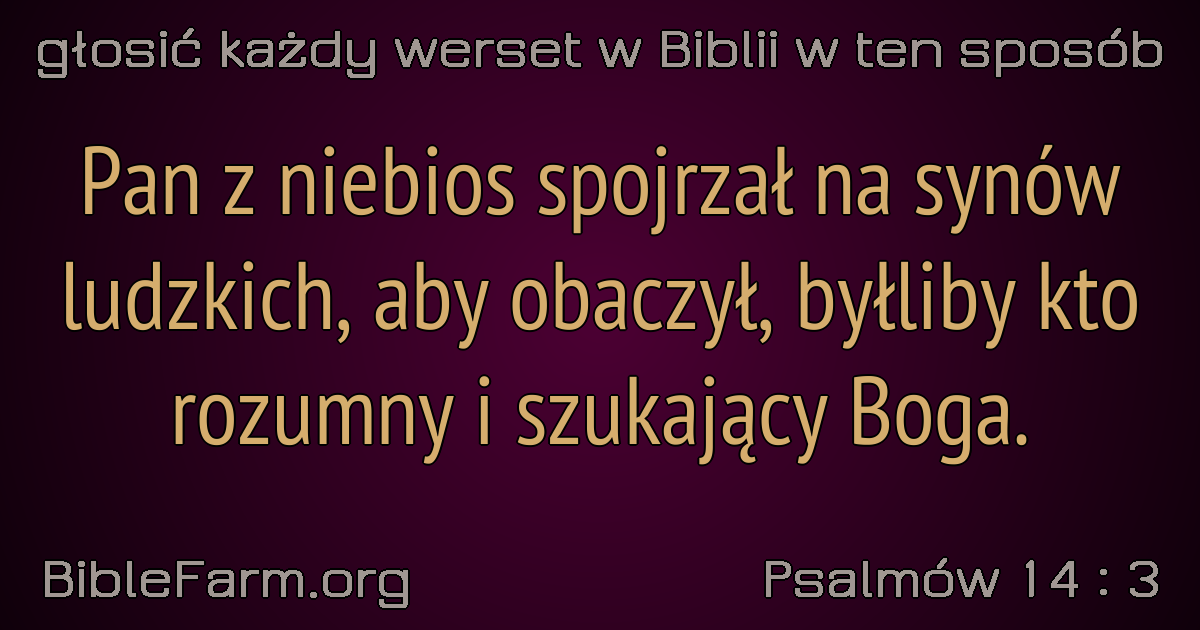 głosić każdy werset w Biblii w ten sposób
Pan z niebios spojrzał na synów
ludzkich, aby obaczył, byłliby kto
rozumny i szukający Boga.
BibleFarm.org
Psalmów 14 : 3